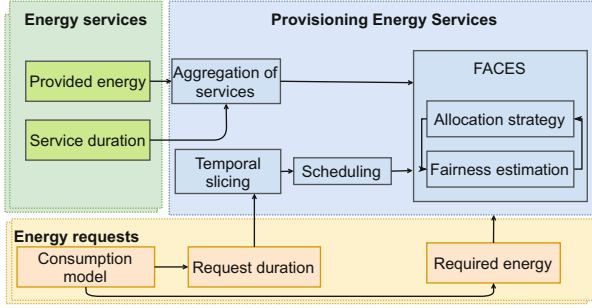 Energy services
Provisioning Energy Services
Provided energy
Service duration
Aggregation of
services
Temporal
slicing
Scheduling
FACES
Allocation strategy
Fairness estimation
Energy requests
Consumption
model
Request duration
Required energy